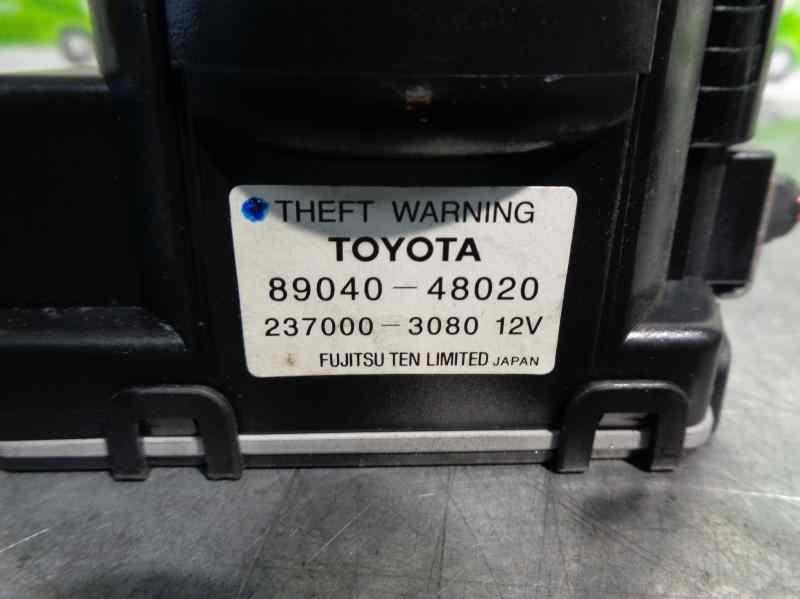 THEFT WARNING
TOYOTA
89040-48020
237000-3080 12V
FUJITSU TEN LIMITED JAPAN